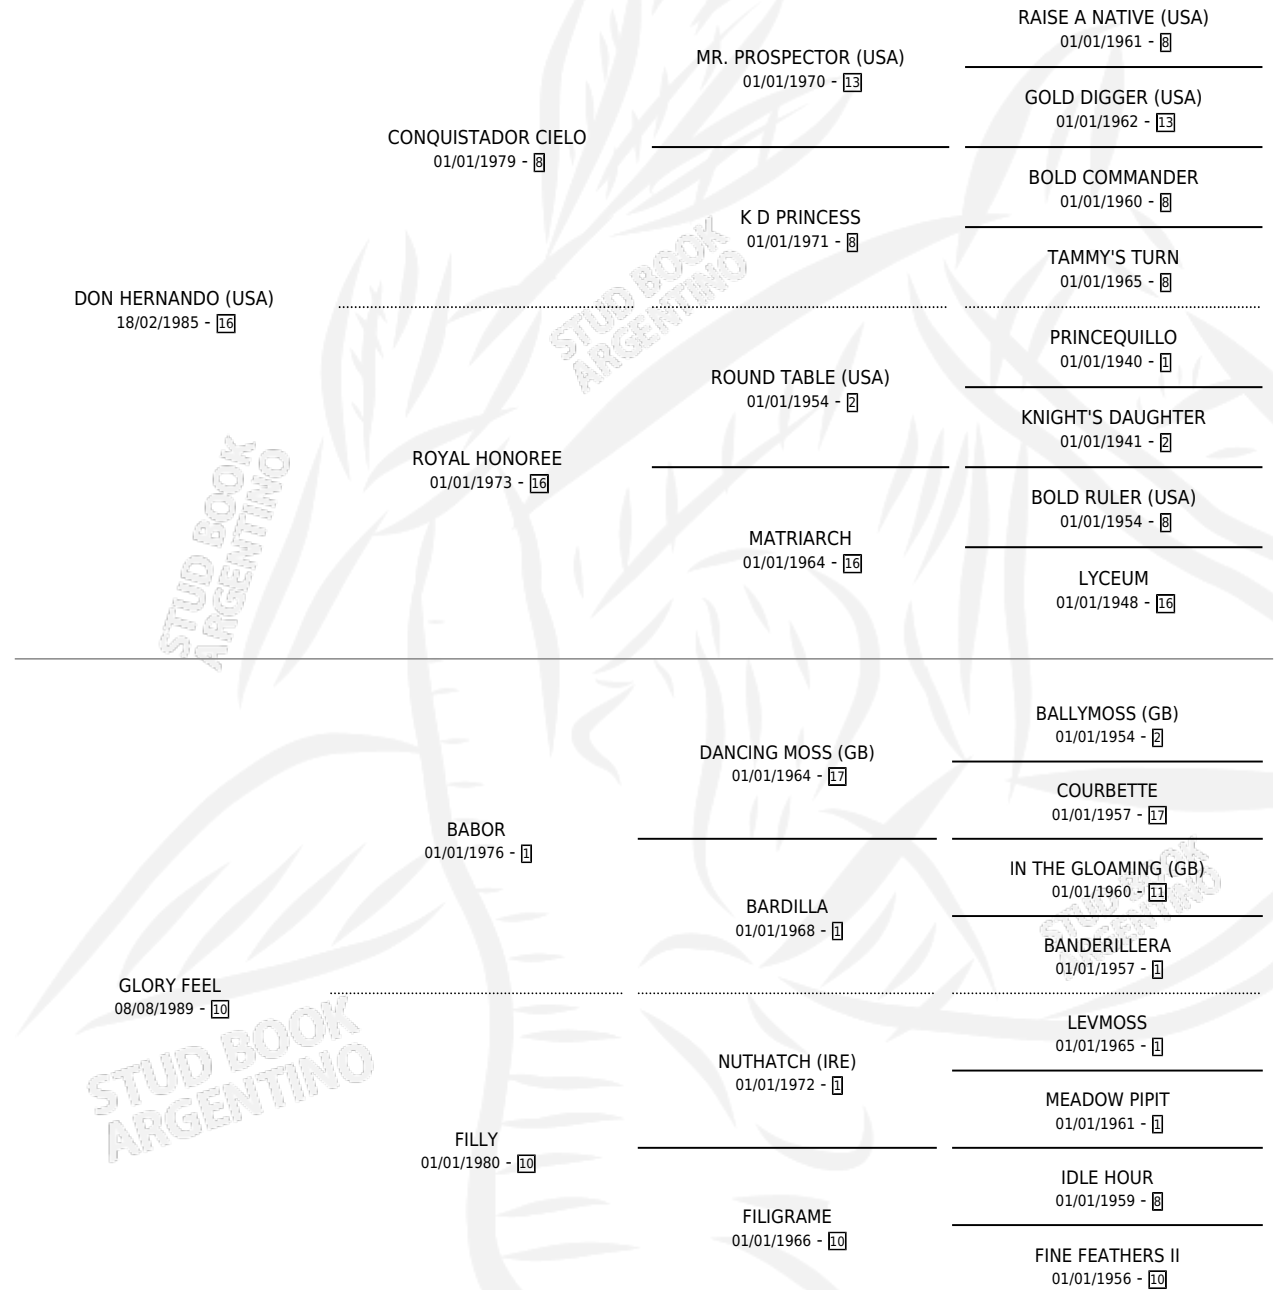 RAISE A NATIVE (USA)
01/01/1961 - 8
MR. PROSPECTOR (USA)
01/01/1970 - 13
GOLD DIGGER (USA)
01/01/1962 - 13
CONQUISTADOR CIELO
01/01/1979 - 8
BOLD COMMANDER
01/01/1960 - 8
K D PRINCESS
01/01/1971 - 8
TAMMY'S TURN
01/01/1965 - 8
DON HERNANDO (USA)
18/02/1985 - 16
PRINCEQUILLO
01/01/1940 - 1
ROUND TABLE (USA)
01/01/1954 - 2
KNIGHT'S DAUGHTER
01/01/1941 - 2
ROYAL HONOREE
01/01/1973 - 16
BOLD RULER (USA)
01/01/1954 - 8
MATRIARCH
01/01/1964 - 16
LYCEUM
01/01/1948 - 16
STUD BOOK
ARGENTINO
STUD BOOK
ARGENTINO
BALLYMOSS (GB)
01/01/1954 - 2
DANCING MOSS (GB)
01/01/1964 - 17
COURBETTE
01/01/1957 - 17
BABOR
01/01/1976 - 1
IN THE GLOAMING (GB)
01/01/1960 - 11
BARDILLA
01/01/1968 - 1
BANDERILLERA
01/01/1957 - 1
GLORY FEEL
08/08/1989 - 10
LEVMOSS
01/01/1965 - 1
NUTHATCH (IRE)
01/01/1972 - 1
MEADOW PIPIT
01/01/1961 - 1
FILLY
01/01/1980 - 10
IDLE HOUR
01/01/1959 - 8
FILIGRAME
01/01/1966 - 10
FINE FEATHERS II
01/01/1956 - 10
STUD BOOK
ARGENTINO
STUD BOOK
ARGENTINO